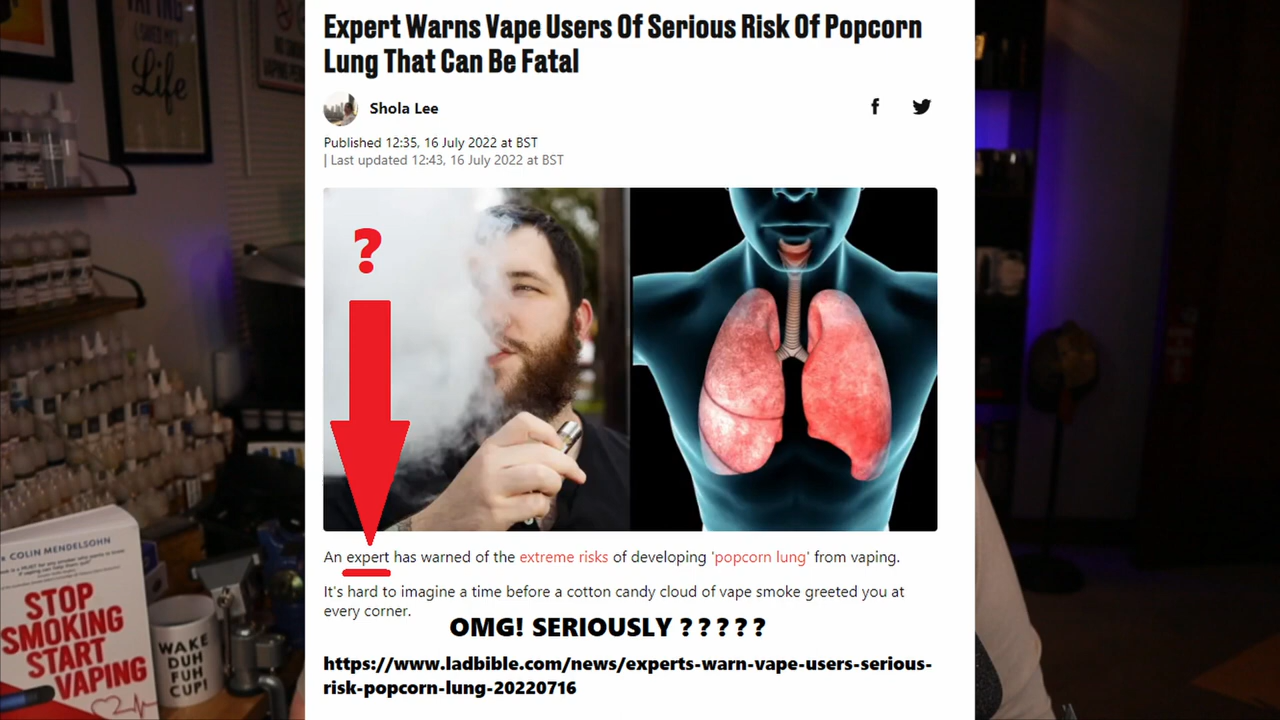 Expert Warns Vape Users Of Serious Risk Of Popcorn
Lung That Can Be Fatal
Shola Lee
Published 12:35, 16 July 2022 at BST
| Last updated 12:43, 16 July 2022 at BST
?
An expert has warned of the extreme risks of developing 'popcorn lung' from vaping.
It's hard to imagine a time before a cotton candy cloud of vape smoke greeted you at
every corner.
OMG! SERIOUSLY ? ? ? ? ?
https://www.ladbible.com/news/experts-warn-vape-users-serious-
risk-popcorn-lung-20220716
VAPING
Life
COLIN MENDELSOHN
STOP
SMOKING
START
VAPING
WAKE
DUH
FUH
CUP!